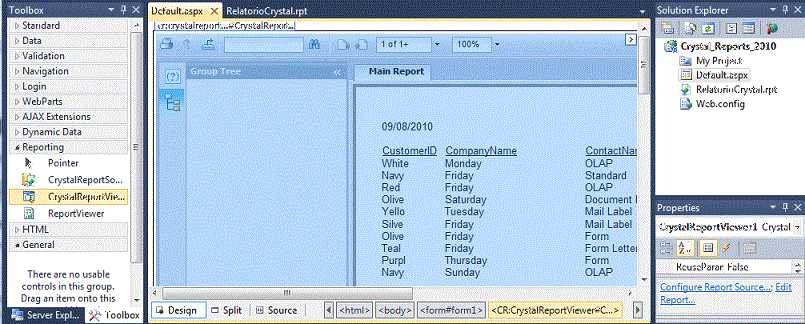 Toolbox
Standard
Data
Validation
Navigation
Login
WebParts
AJAX Extensions
Dynamic Data
Reporting
Pointer
CrystalReportSo...
CrystalReportVie...
ReportViewer
HTML
General
There are no usable
controls in this group.
Drag an item onto this
Server Expl...
Toolbox
Default.aspx
RelatorioCrystal.rpt
cr:crystalreport...#CrystalReport...
1 of 1+
100%
Group Tree
Main Report
09/08/2010
CustomerID CompanyName ContactNam
White Monday OLAP
Navy Friday Standard
Red Friday OLAP
Olive Saturday Document
Yello Tuesday Mail Label
Silve Friday Mail Label
Olive Friday Form
Teal Friday Form Letter
Purpl Thursday Form
Navy Sunday OLAP
Design
Split
Source
<html>
<body>
<form#form1>
<CR:CrystalReportViewer#C...>
Solution Explorer
Crystal_Reports_2010
My Project
Default.aspx
RelatorioCrystal.rpt
Web.config
Properties
CrystalReportViewer1 Crystal
ReuseParar False
Configure Report Source...; Edit
Report...